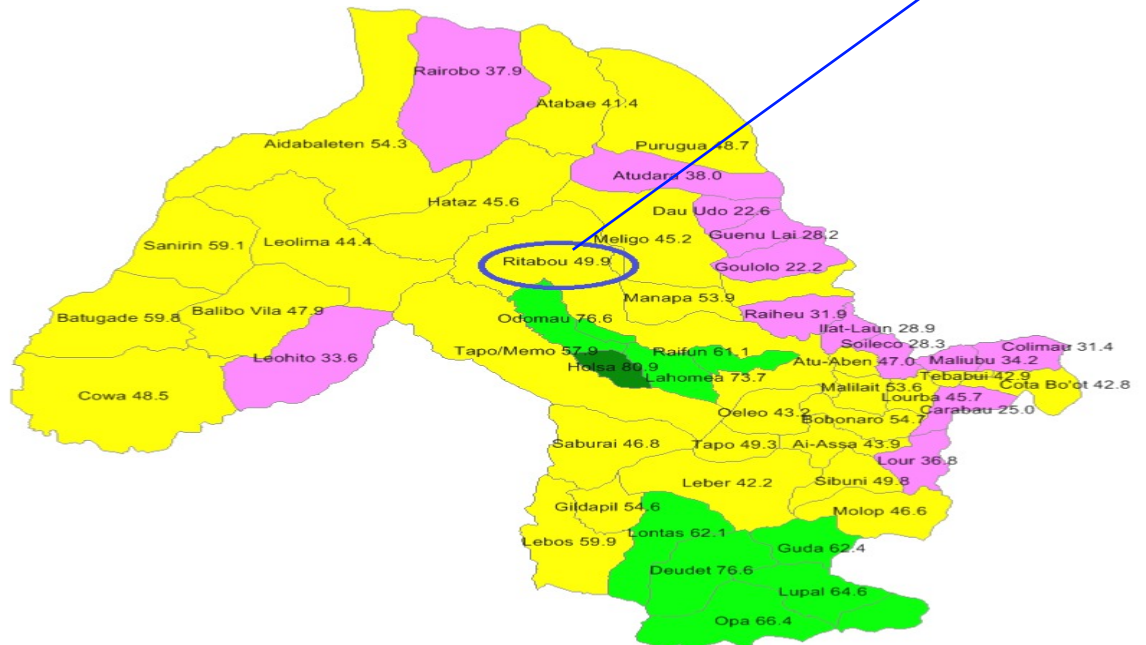 Rairobo 37.9
Atabae 41.4
Aidabaleten 54.3
Purugua 48.7
Atudara 38.0
Hataz 45.6
Dau Udo 22.6
Guenu Lai 28.2
Sanirin 59.1
Leolima 44.4
Meligo 45.2
Ritabou 49.9
Goulolo 22.2
Manapa 53.9
Batugade 59.8
Balibo Vila 47.9
Odomau 76.6
Raiheu 31.9
Ilat-Laun 28.9
Soileco 28.3
Colimau 31.4
Leohito 33.6
Tapo/Memo 57.9
Raifun 61.1
Atu-Aben 47.0
Maliubu 34.2
Holsa 80.9
Lahomea 73.7
Tebabui 42.9
Cota Bo'ot 42.8
Malilait 53.6
Lourba 45.7
Cowa 48.5
Oeleo 43.2
Carabau 25.0
Bobonaro 54.7
Saburai 46.8
Tapo 49.3
Ai-Assa 43.9
Lour 36.8
Leber 42.2
Sibuni 49.8
Gildapil 54.6
Molop 46.6
Lontas 62.1
Lebos 59.9
Guda 62.4
Deudet 76.6
Lupal 64.6
Opa 66.4